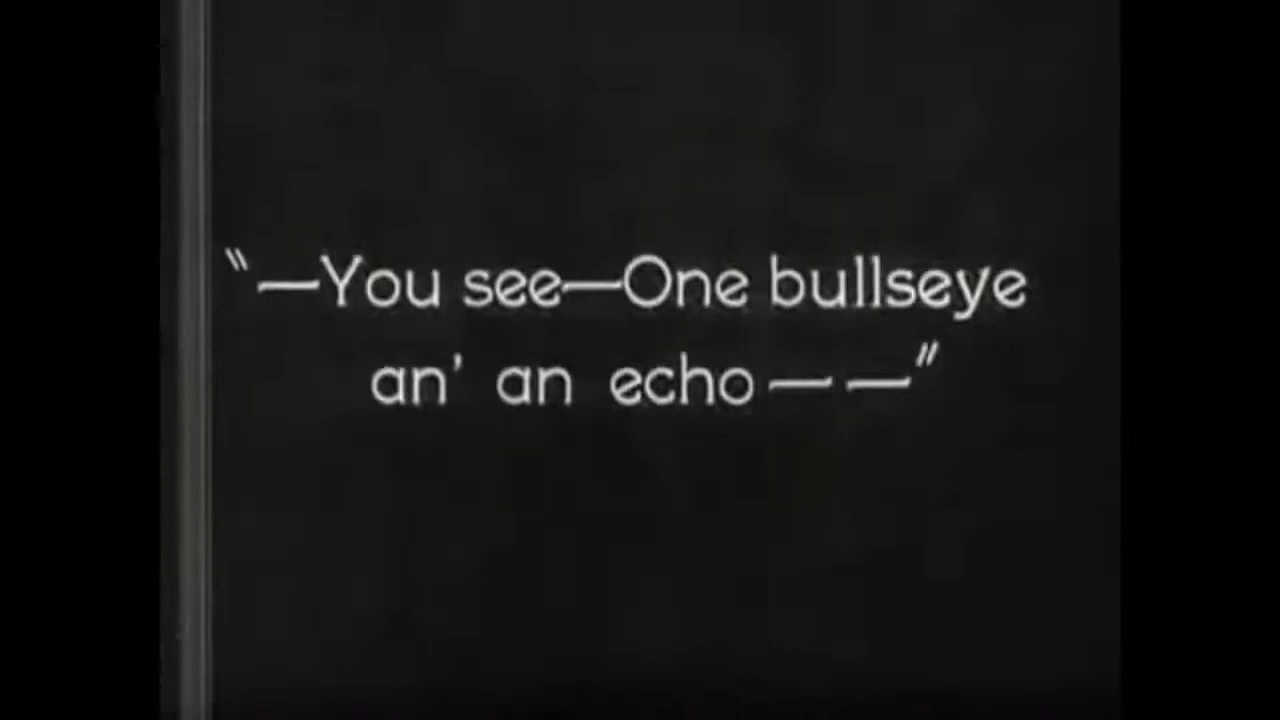 "—You see—One bullseye
an' an echo — —"